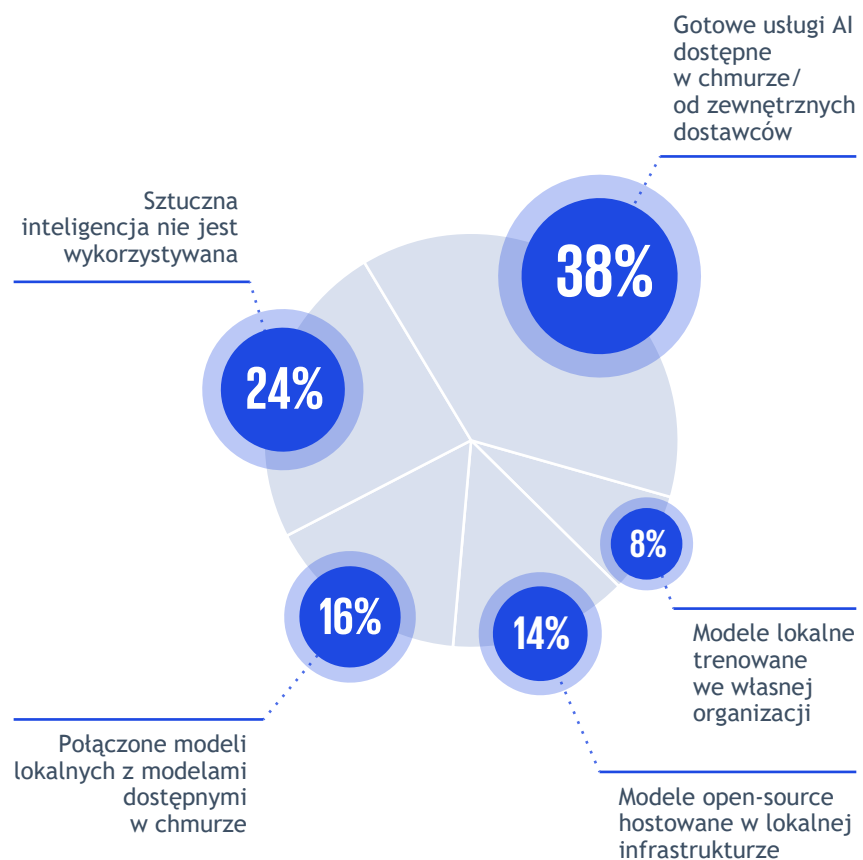 Gotowe usługi AI
dostępne
w chmurze/
od zewnętrznych
dostawców
38%
Sztuczna
inteligencja nie jest
wykorzystywana
24%
8%
Modele lokalne
trenowane
we własnej
organizacji
16%
14%
Połączone modeli
lokalnych z modelami
dostępnymi
w chmurze
Modele open-source
hostowane w lokalnej
infrastrukturze